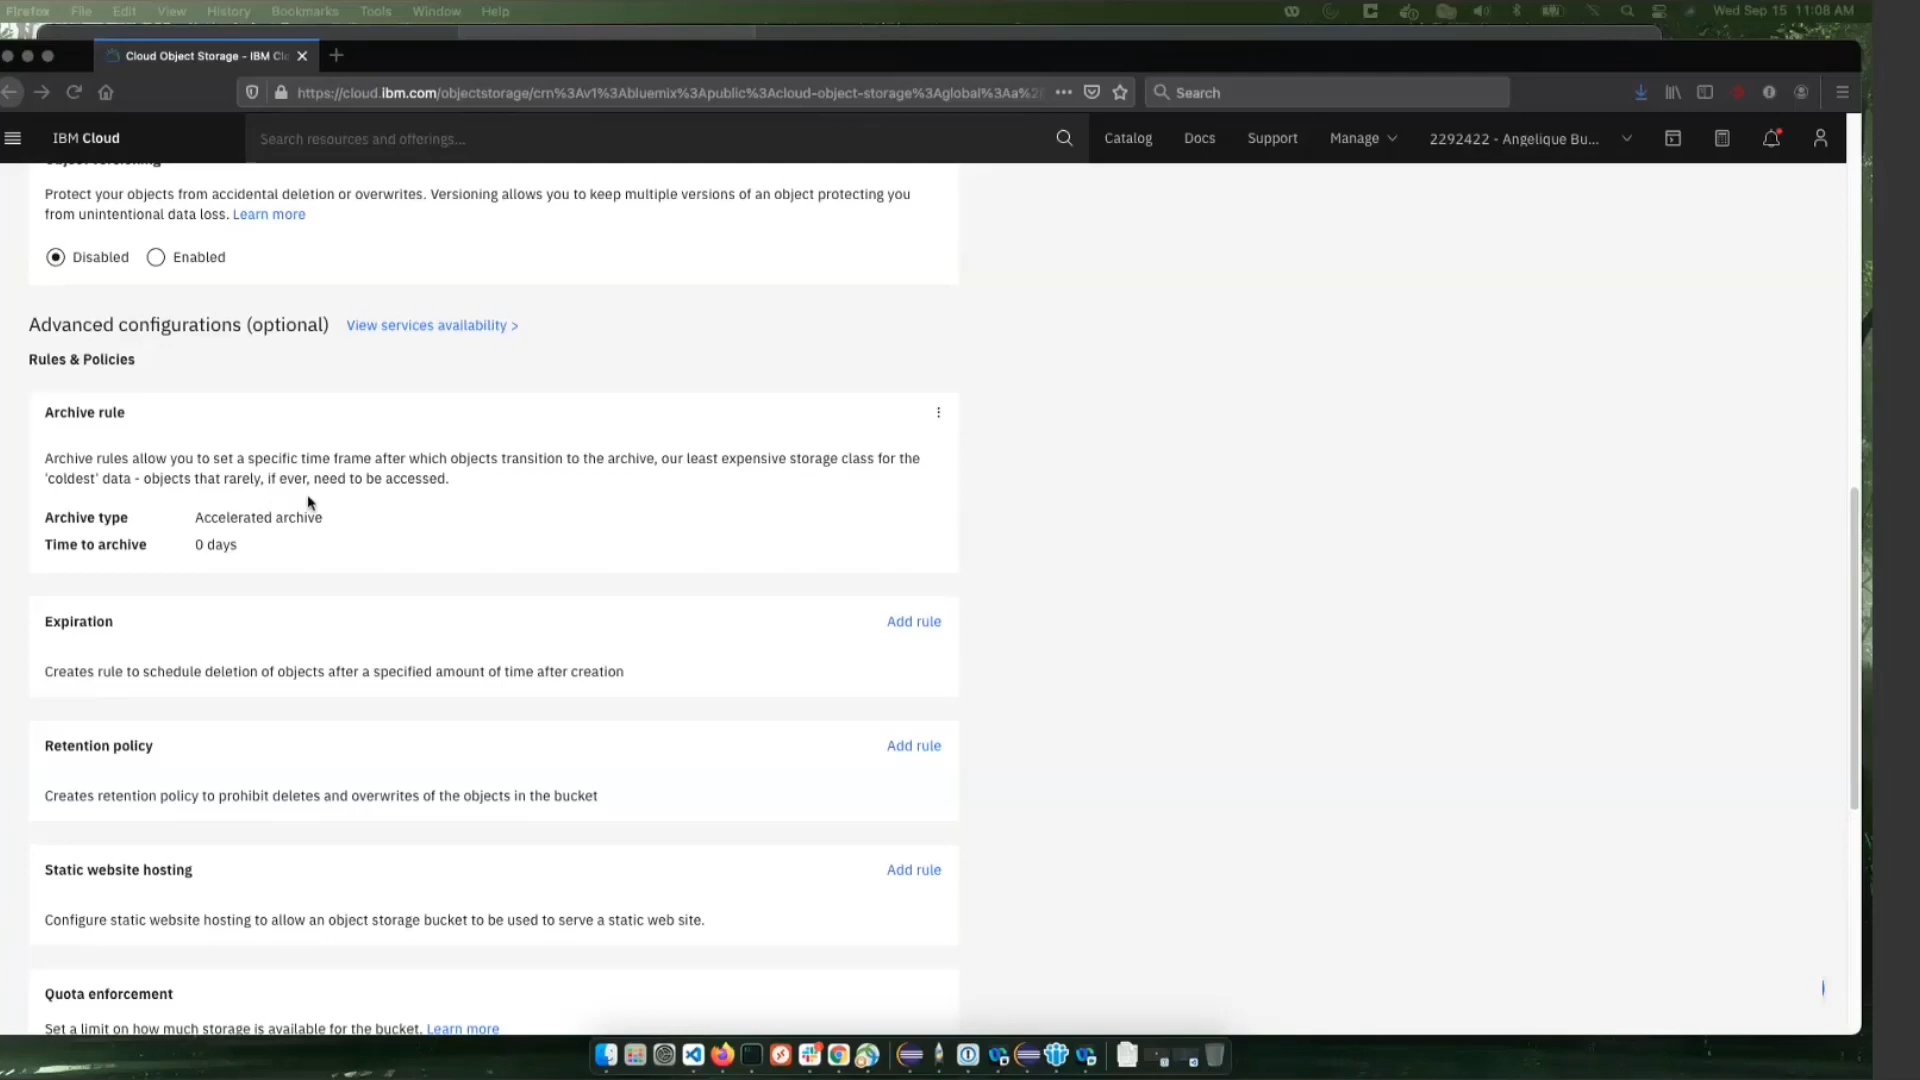 Firefox File Edit View History Bookmarks Tools Window Help Wed Sep 15 11:08 AM
Cloud Object Storage - IBM Clo
https://cloud.ibm.com/objectstorage/crn%3Av1%3Abluemix%3Apublic%3Acloud-object-storage%3Aglobal%3Aa%2 Search
IBM Cloud Search resources and offerings... Catalog Docs Support Manage 2292422 - Angelique Bu...
Object versioning
Protect your objects from accidental deletion or overwrites. Versioning allows you to keep multiple versions of an object protecting you
from unintentional data loss. Learn more
Disabled Enabled
Advanced configurations (optional) View services availability >
Rules & Policies
Archive rule
Archive rules allow you to set a specific time frame after which objects transition to the archive, our least expensive storage class for the
'coldest' data - objects that rarely, if ever, need to be accessed.
Archive type Accelerated archive
Time to archive 0 days
Expiration Add rule
Creates rule to schedule deletion of objects after a specified amount of time after creation
Retention policy Add rule
Creates retention policy to prohibit deletes and overwrites of the objects in the bucket
Static website hosting Add rule
Configure static website hosting to allow an object storage bucket to be used to serve a static web site.
Quota enforcement
Set a limit on how much storage is available for the bucket. Learn more